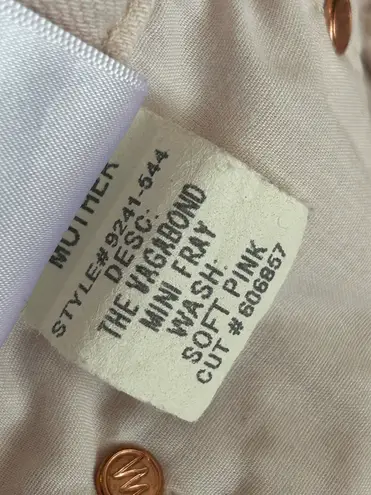 MOTHER
STYLE# 9241-544
DESC:
THE VAGABOND
MINI FRAY
WASH:
SOFT PINK
CUT # 606857